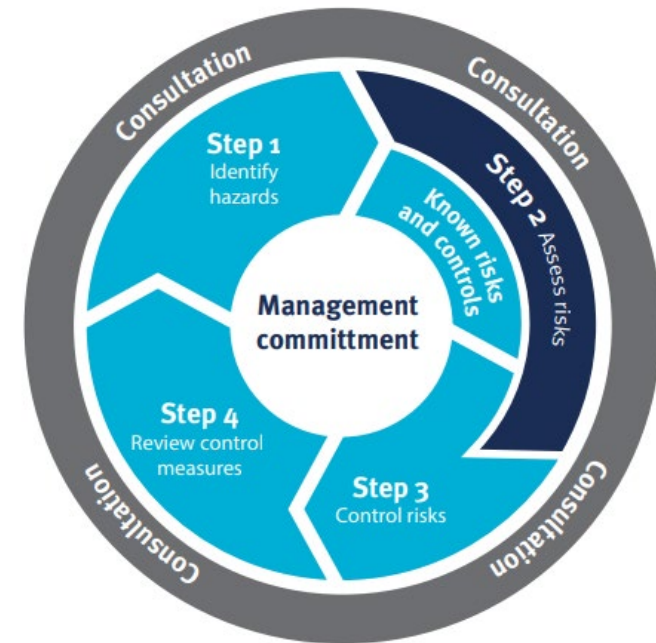 Consultation
Consultation
Step 1
Identify
hazards
Step 2 Assess risks
Known risks
and controls
Management
committment
Step 4
Review control
measures
Step 3
Control risks
Consultation
Consultation